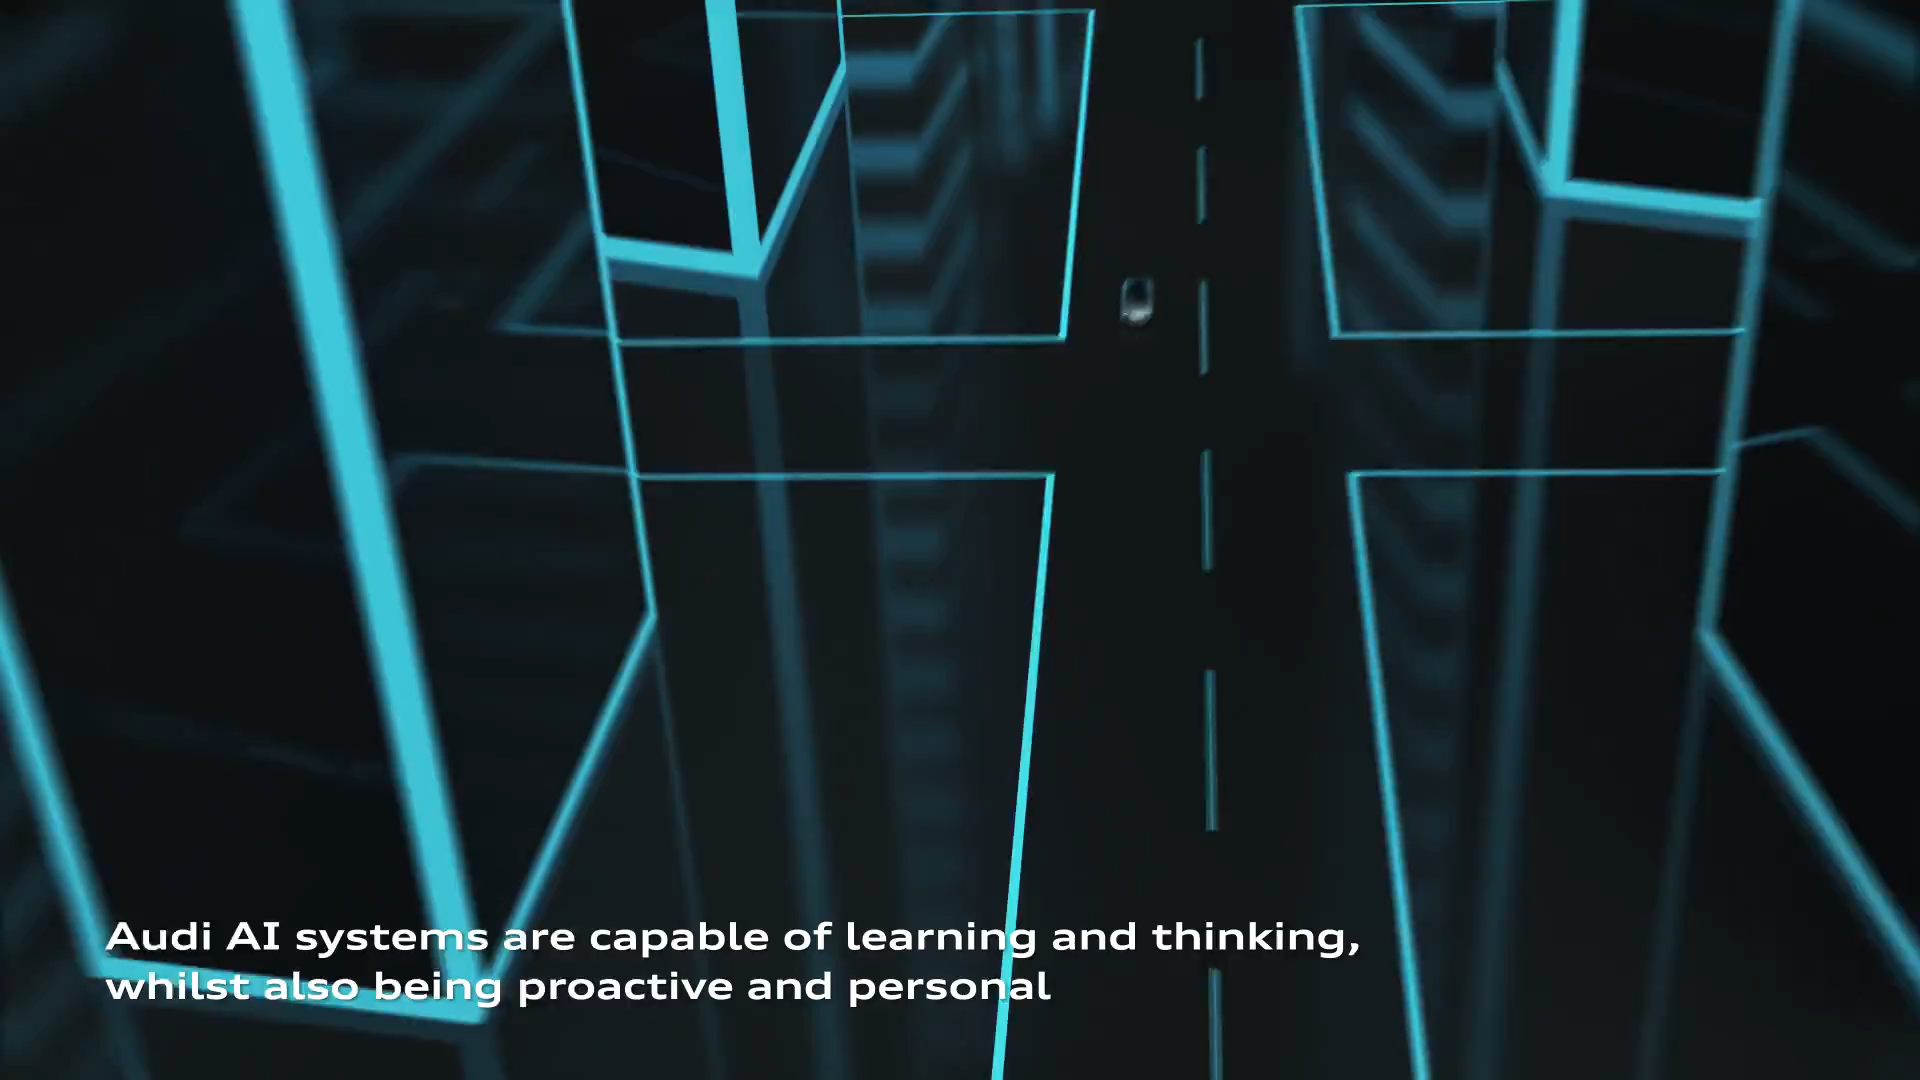 Audi AI systems are capable of learning and thinking,
whilst also being proactive and personal